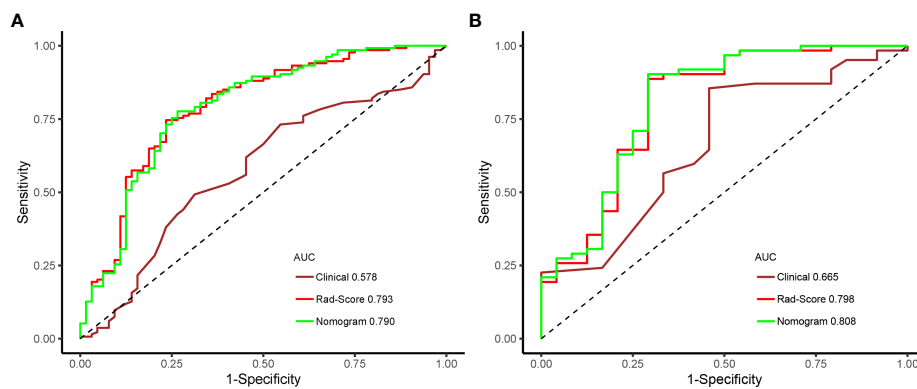 A
1.00
0.75
0.50
0.25
0.00
Sensitivity
0.00 0.25 0.50 0.75 1.00
1-Specificity
AUC
Clinical 0.578
Rad-Score 0.793
Nomogram 0.790
B
1.00
0.75
0.50
0.25
0.00
Sensitivity
0.00 0.25 0.50 0.75 1.00
1-Specificity
AUC
Clinical 0.665
Rad-Score 0.798
Nomogram 0.808